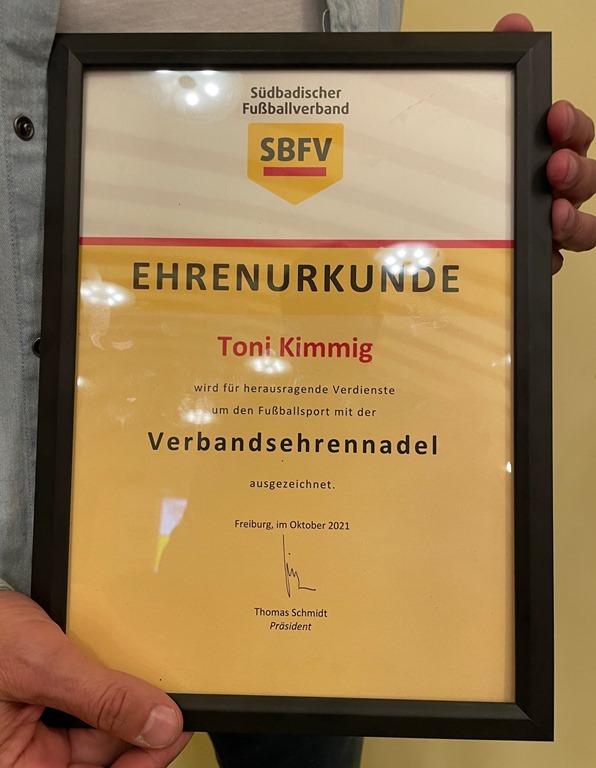 Südbadischer
Fußballverband
SBFV
EHRENURKUNDE
Toni Kimmig
wird für herausragende Verdienste
um den Fußballsport mit der
Verbandsehrennadel
ausgezeichnet.
Freiburg, im Oktober 2021
Thomas Schmidt
Präsident